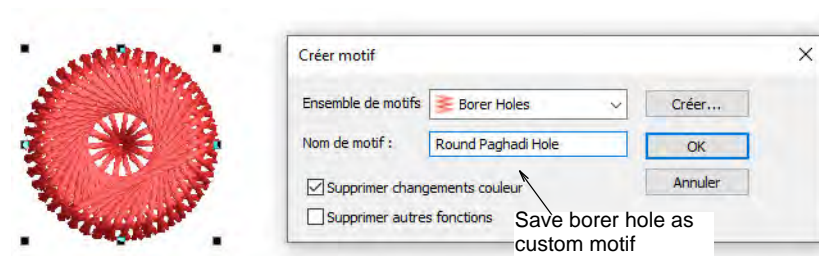 Créer motif
Ensemble de motifs Borer Holes Créer...
Nom de motif : Round Paghadi Hole OK
Supprimer changements couleur Annuler
Supprimer autres fonctions
Save borer hole as
custom motif